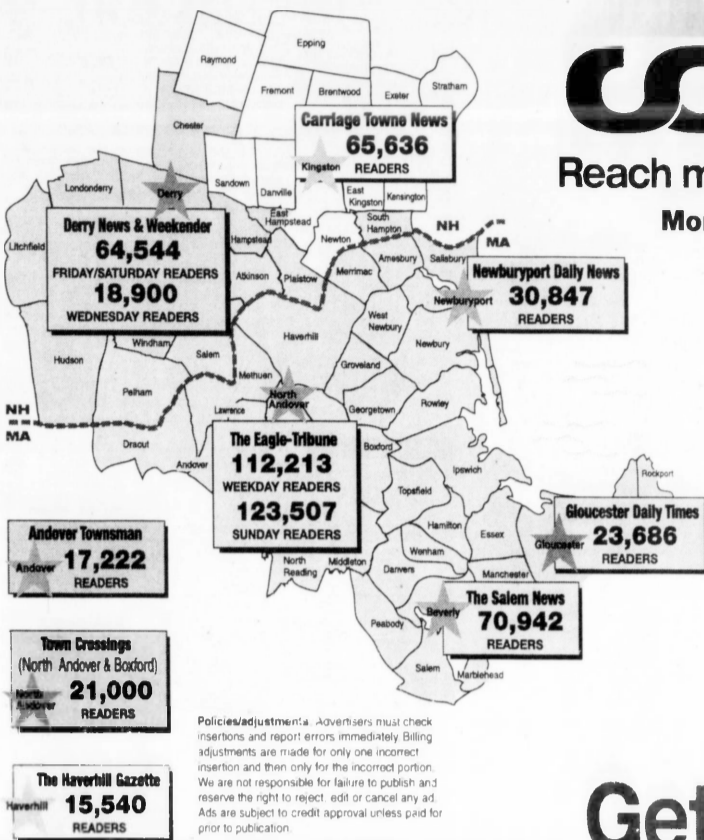 Epping
Raymond
Fremont
Brentwood
Exeter
Stratham
Chester
Carriage Towne News
65,636
READERS
Kingston
Londonderry
Derry
Sandown
Danville
East
Kingston
Kensington
East
Hampstead
South
Hampton
NH
MA
Derry News & Weekender
64,544
FRIDAY/SATURDAY READERS
18,900
WEDNESDAY READERS
Litchfield
Hampstead
Newton
Atkinson
Plaistow
Merrimac
Amesbury
Salisbury
Newburyport Daily News
30,847
READERS
Newburyport
West
Newbury
Newbury
Haverhill
Windham
Salem
Hudson
Methuen
Groveland
Pelham
North
Andover
Lawrence
Georgetown
Rowley
NH
MA
Dracut
Andover
The Eagle-Tribune
112,213
WEEKDAY READERS
123,507
SUNDAY READERS
Boxford
Ipswich
Topsfield
Rockport
Hamilton
Essex
Gloucester Daily Times
23,686
READERS
Gloucester
Wenham
North
Reading
Middleton
Danvers
Manchester
The Salem News
70,942
READERS
Beverly
Peabody
Salem
Marblehead
Andover Townsman
Andover
17,222
READERS
Town Crossings
(North Andover & Boxford)
North
Andover
21,000
READERS
The Haverhill Gazette
Haverhill
15,540
READERS
Policies/adjustments. Advertisers must check
insertions and report errors immediately. Billing
adjustments are made for only one incorrect
insertion and then only for the incorrect portion.
We are not responsible for failure to publish and
reserve the right to reject, edit or cancel any ad.
Ads are subject to credit approval unless paid for
prior to publication.
Reach m
Mo
Get